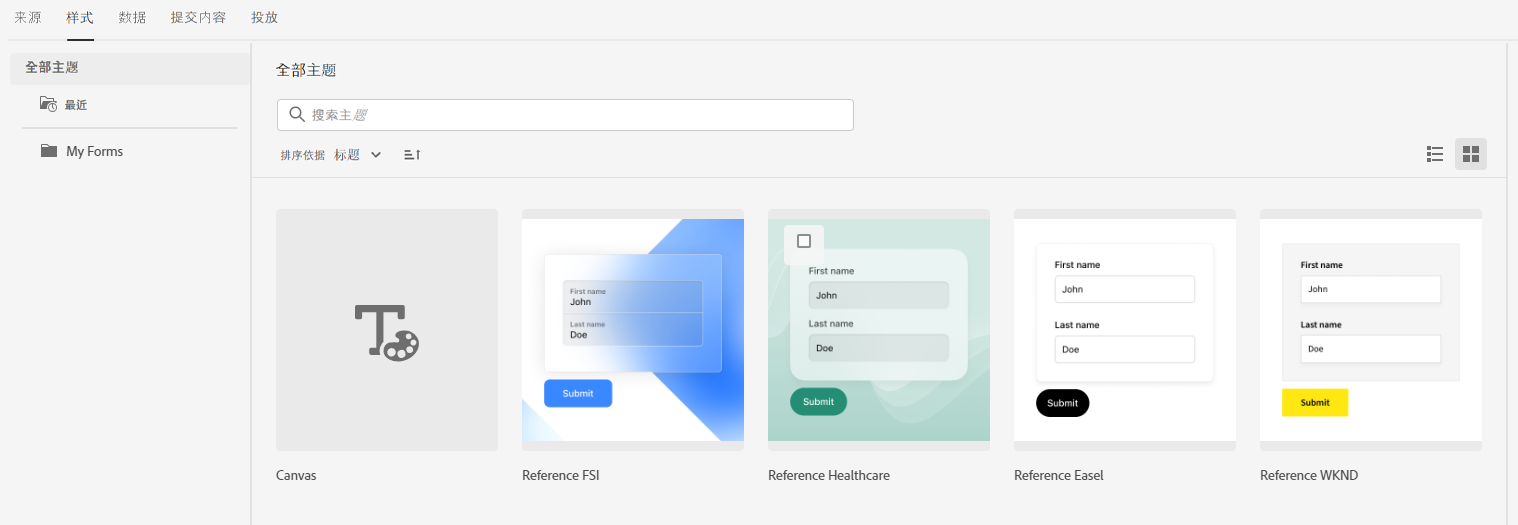 来源 样式 数据 提交内容 投放
全部主题
最近
My Forms
全部主题
搜索主题
排序依据 标题
First name
John
Last name
Doe
Submit
First name
John
Last name
Doe
Submit
First name
John
Last name
Doe
Submit
First name
John
Last name
Doe
Submit
Canvas
Reference FSI
Reference Healthcare
Reference Easel
Reference WKND